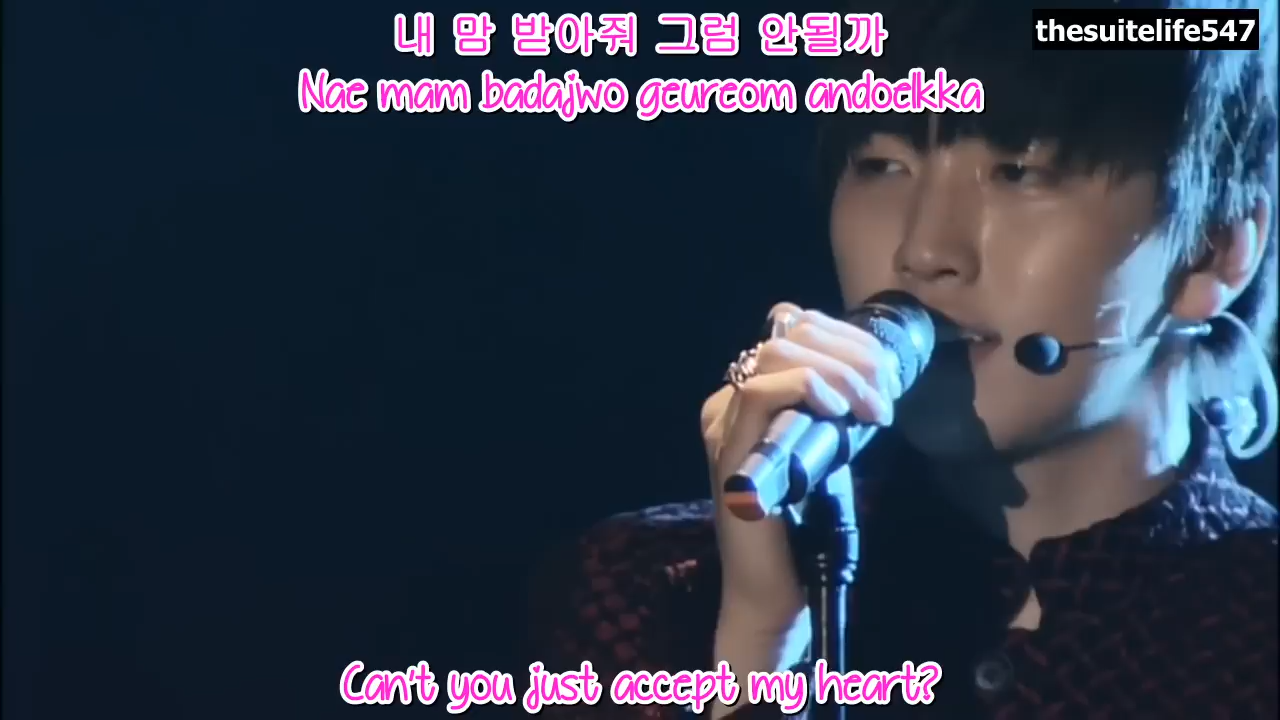 내 맘 받아줘 그럼 안될까
thesuitelife547
Nae mam badajwo geureom andoelkka
Can't you just accept my heart?